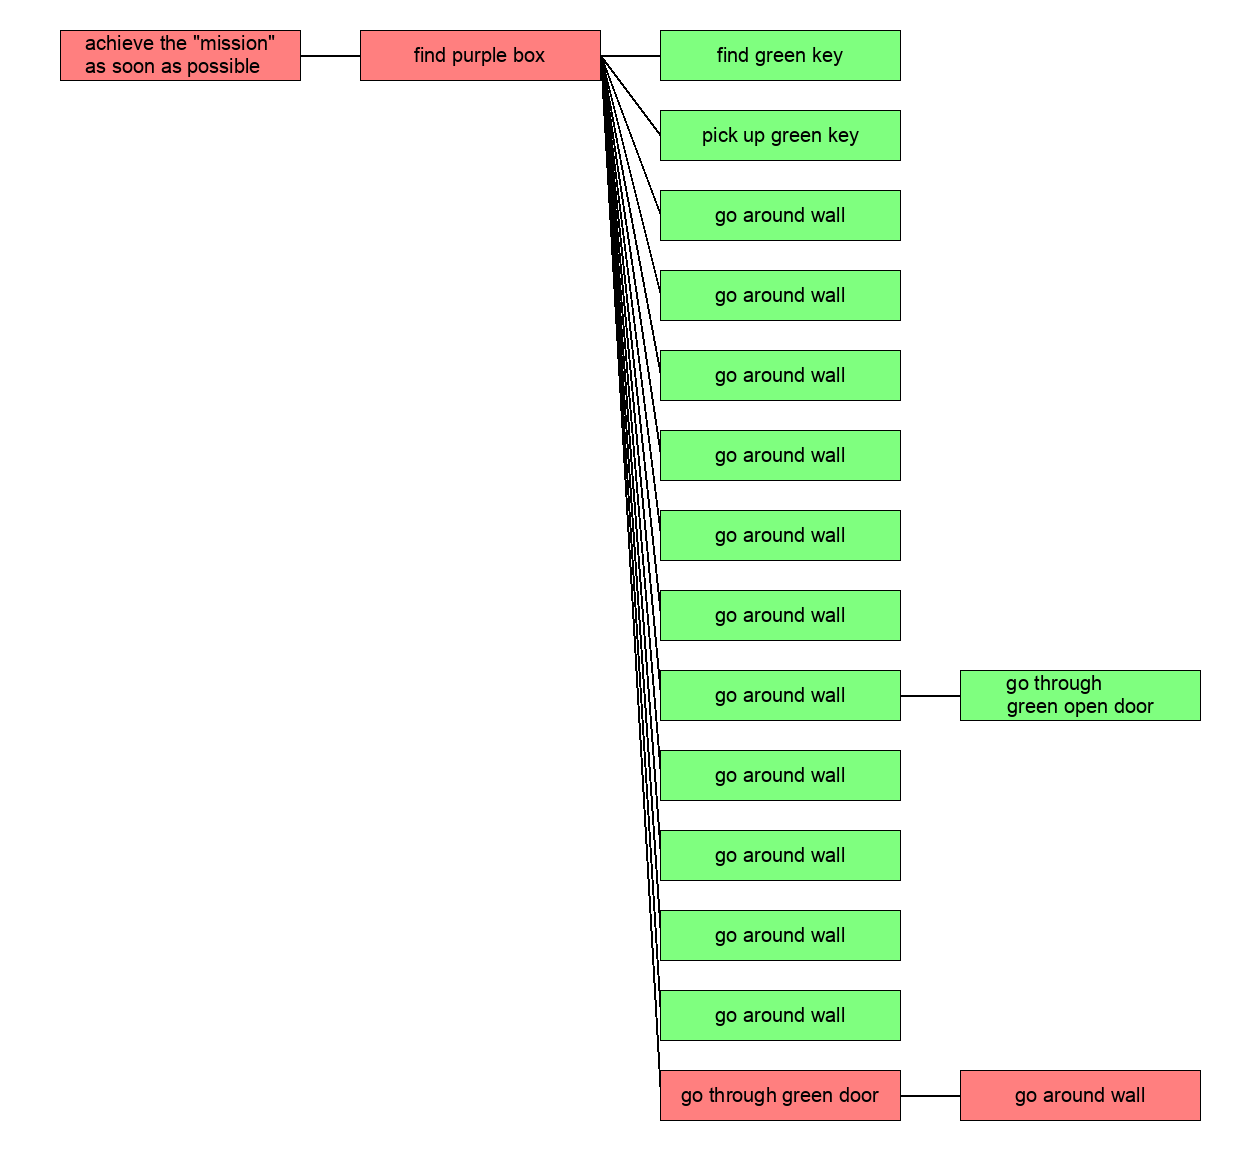 achieve the "mission"
as soon as possible
find purple box
find green key
pick up green key
go around wall
go around wall
go around wall
go around wall
go around wall
go around wall
go around wall
go through
green open door
go around wall
go around wall
go around wall
go around wall
go through green door
go around wall